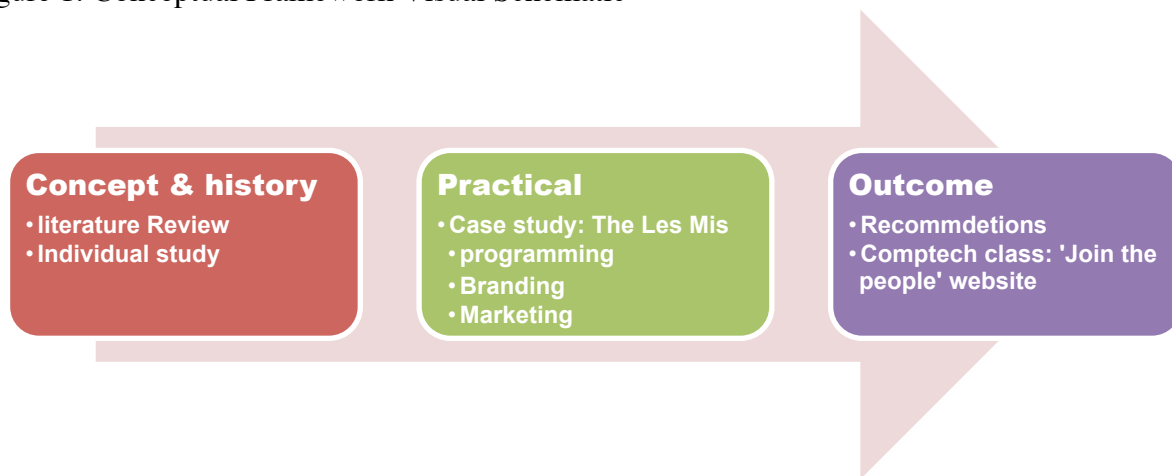 Concept & history
•literature Review
•Individual study
Practical
•Case study: The Les Mis
•programming
•Branding
•Marketing
Outcome
•Recommdetions
•Comptech class: 'Join the
people' website